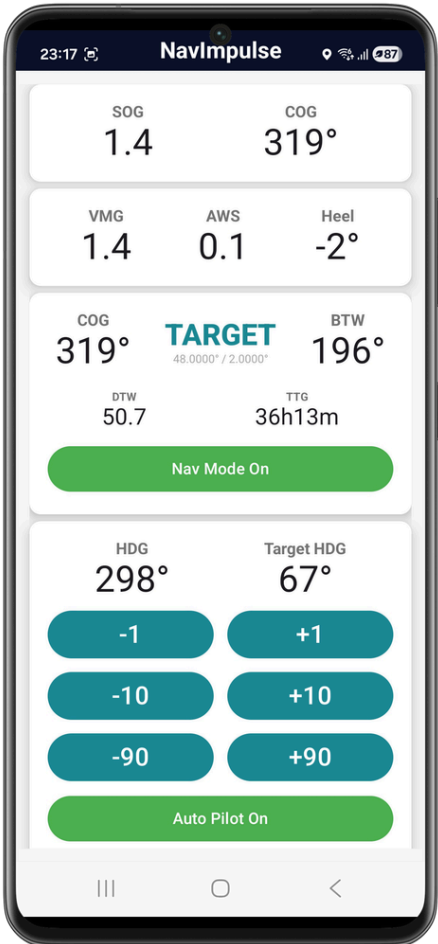 23:17 NavImpulse 87
SOG COG
1.4 319°
VMG AWS Heel
1.4 0.1 -2°
COG TARGET BTW
319° 48.0000° / 2.0000° 196°
DTW TTG
50.7 36h13m
Nav Mode On
HDG Target HDG
298° 67°
-1 +1
-10 +10
-90 +90
Auto Pilot On